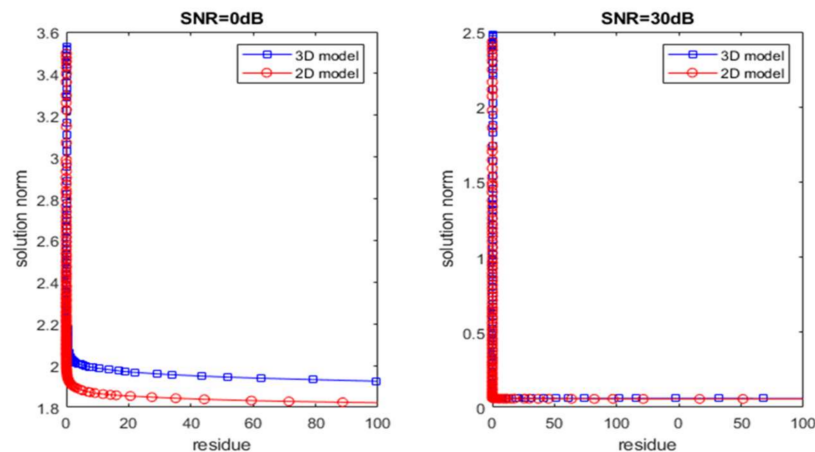 SNR=0dB
3D model
2D model
3.6
3.4
3.2
3
2.8
2.6
2.4
2.2
2
1.8
solution norm
0
20
40
60
80
100
residue
SNR=30dB
3D model
2D model
2.5
2
1.5
1
0.5
0
solution norm
0
50
100
0
50
100
residue